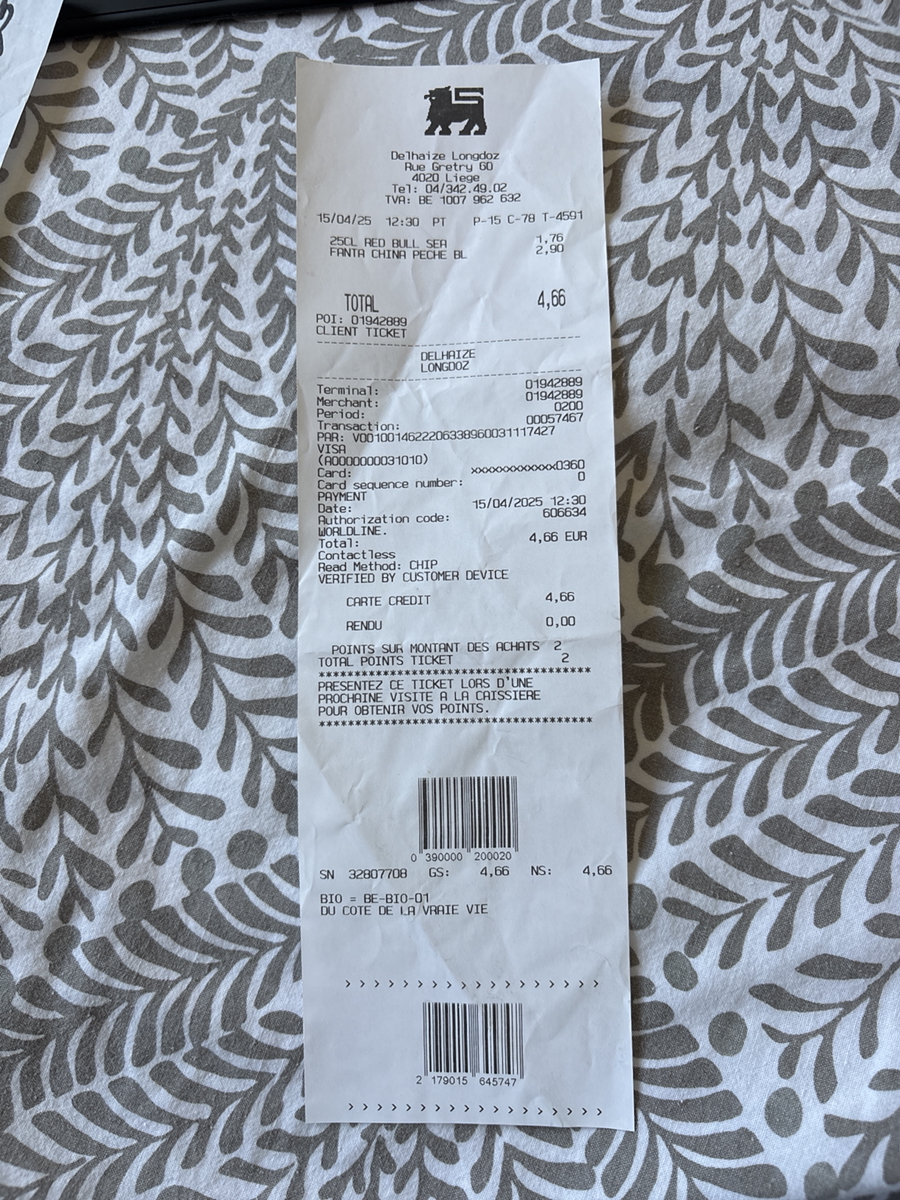 Delhaize Longdoz
Rue Gretry 60
4020 Liege
Tel: 04/342.49.02
TVA: BE 1007 962 632
15/04/25 12:30 PT P-15 C-78 T-4591
25CL RED BULL SEA 1,76
FANTA CHINA PECHE BL 2,90
TOTAL 4,66
POI: 01942889
CLIENT TICKET
DELHAIZE
LONGDOZ
Terminal: 01942889
Merchant: 01942889
Period: 0200
Transaction: 00057467
PAR: V0010014622206338960031117427
VISA
(A0000000031010)
Card: xxxxxxxxxxxx0360
Card sequence number: 0
PAYMENT
Date: 15/04/2025 12:30
Authorization code: 606634
WORLDLINE.
Total: 4,66 EUR
Contactless
Read Method: CHIP
VERIFIED BY CUSTOMER DEVICE
CARTE CREDIT 4,66
RENDU 0,00
POINTS SUR MONTANT DES ACHATS 2
TOTAL POINTS TICKET 2
*************************************
PRESENTEZ CE TICKET LORS D'UNE
PROCHAINE VISITE A LA CAISSIERE
POUR OBTENIR VOS POINTS.
*************************************
0 390000 200020
SN 32807708 GS: 4,66 NS: 4,66
BIO = BE-BIO-01
DU COTE DE LA VRAIE VIE
> > > > > > > > > > > > > > > > > >
2 179015 645747
> > > > > > > > > > > > > > > > > >